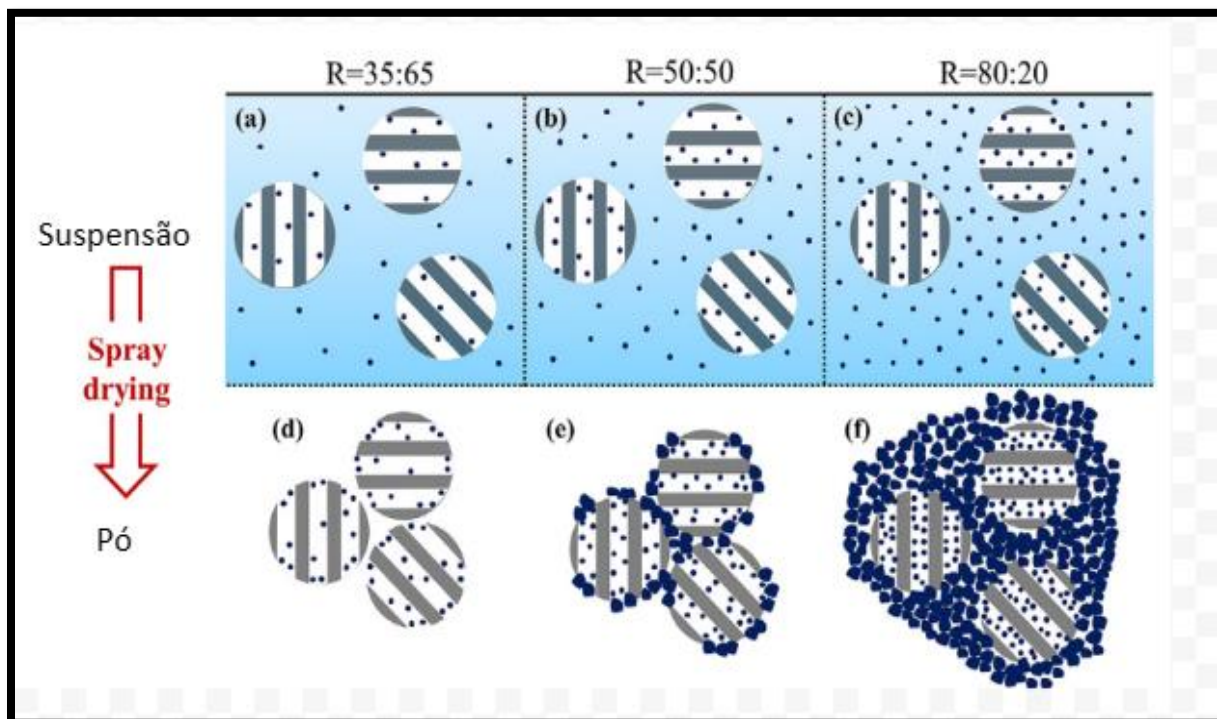 R=35:65
R=50:50
R=80:20
(a)
(b)
(c)
Suspensão
Spray
drying
Pó
(d)
(e)
(f)